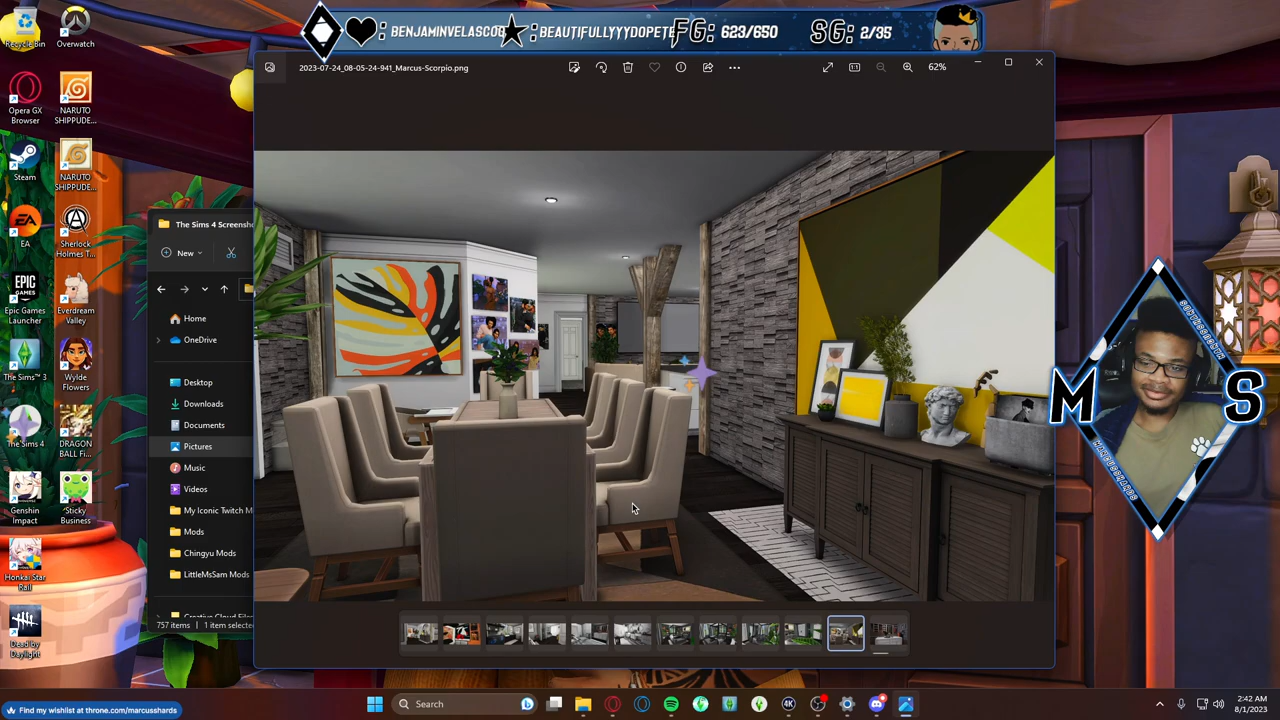 : BENJAMINVELASCO
: BEAUTIFULLYYYDOPETE
FG: 623/650
SG: 2/35
2023-07-24_08-05-24-941_Marcus-Scorpio.png
62%
Recycle Bin
Overwatch
Opera GX Browser
NARUTO SHIPPUDE...
Steam
NARUTO SHIPPUDE...
EA
Sherlock Holmes T...
Epic Games Launcher
Everdream Valley
The Sims™ 3
Wylde Flowers
The Sims 4
DRAGON BALL Fi...
Genshin Impact
Sticky Business
Honkai Star Rail
Dead by Daylight
The Sims 4 Screensh
New
Home
OneDrive
Desktop
Downloads
Documents
Pictures
Music
Videos
My Iconic Twitch M
Mods
Chingyu Mods
LittleMsSam Mods
Creative Cloud Files
757 items
1 item selecte
M S
MARCUSSHARDS
Find my wishlist at throne.com/marcusshards
Search
2:42 AM
8/1/2023